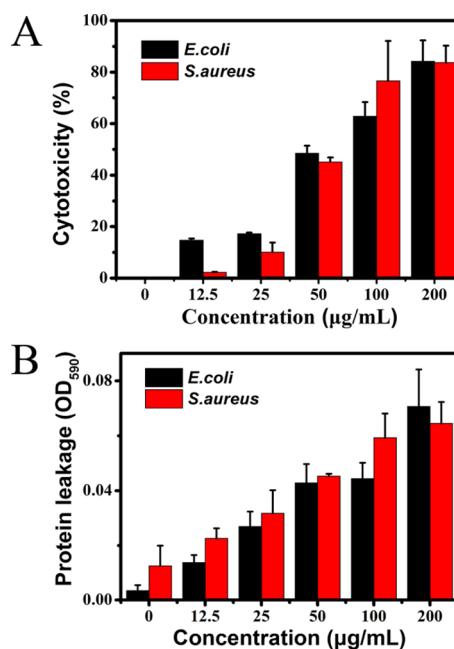 A
E.coli
S.aureus
Cytotoxicity (%)
100
80
60
40
20
0
0 12.5 25 50 100 200
Concentration (μg/mL)
B
E.coli
S.aureus
Protein leakage (OD590)
0.08
0.04
0.00
0 12.5 25 50 100 200
Concentration (μg/mL)